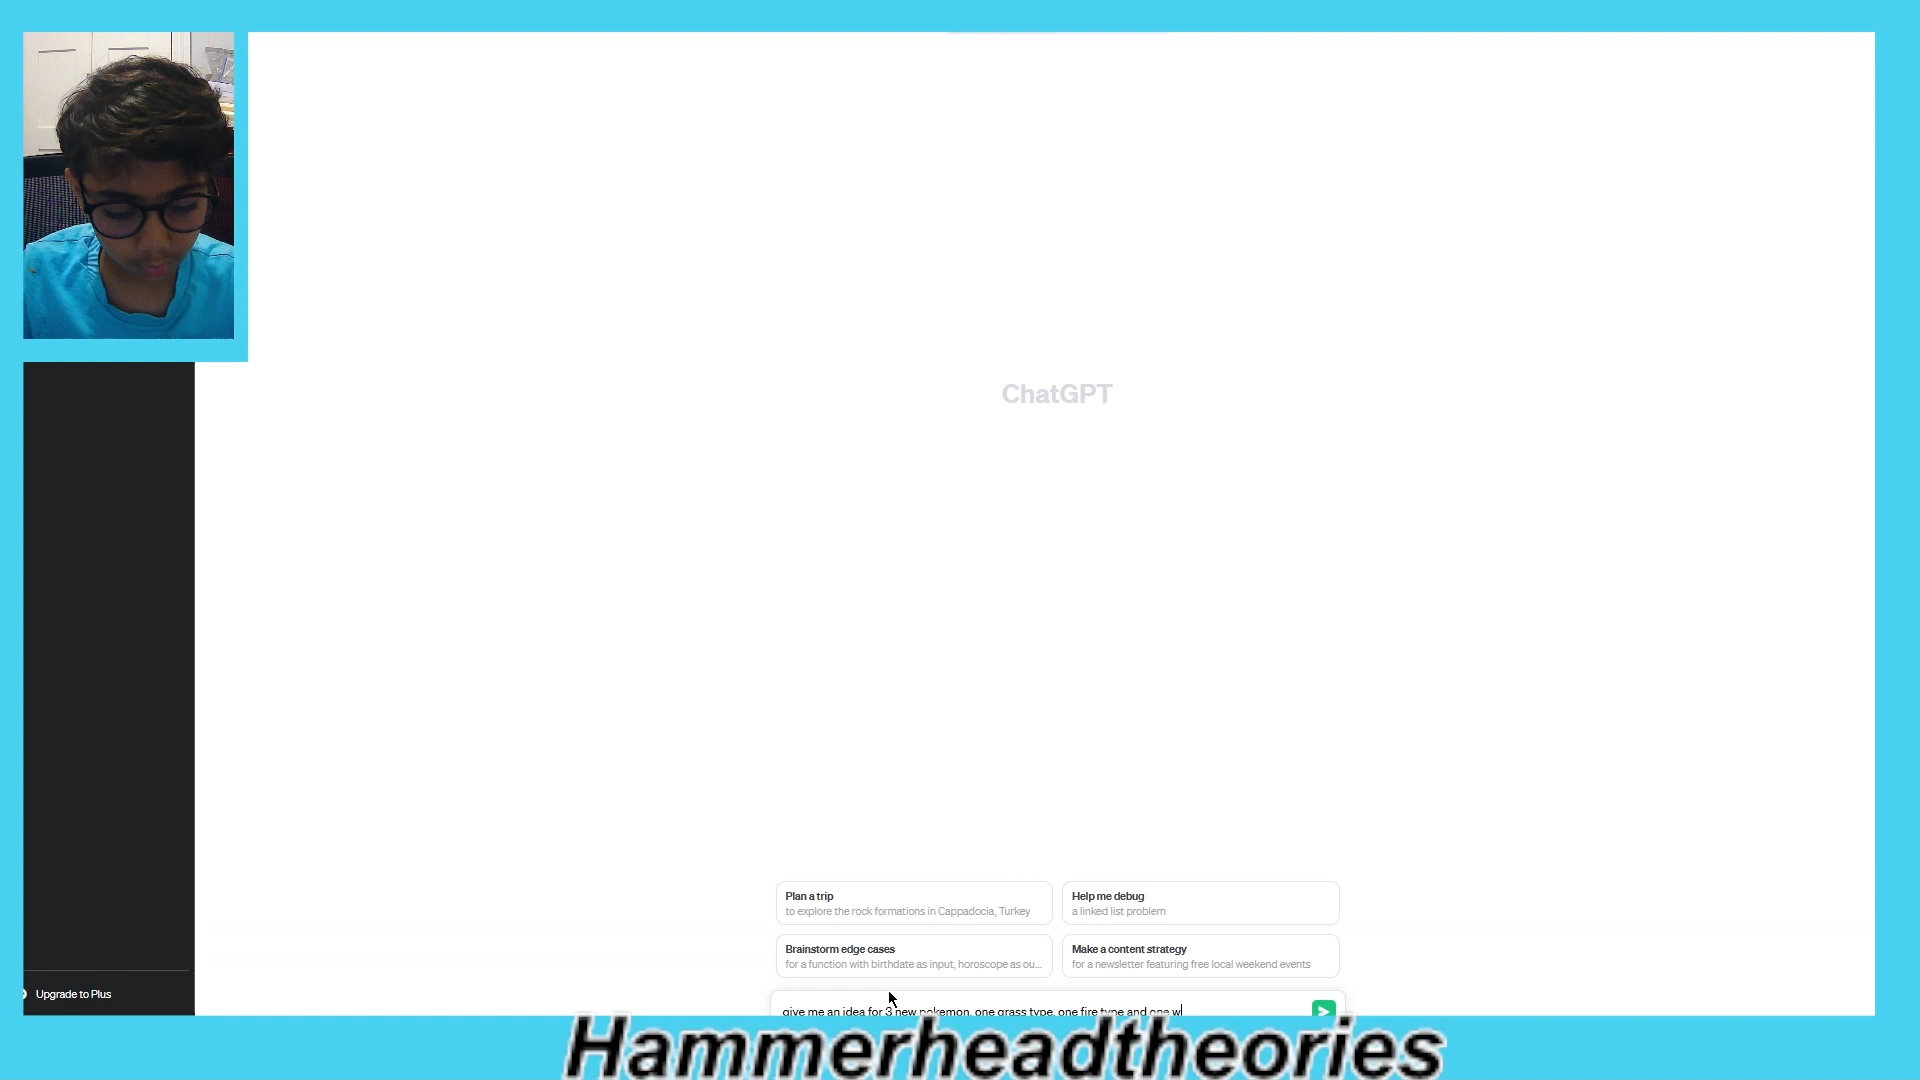 ChatGPT
Plan a trip
to explore the rock formations in Cappadocia, Turkey
Help me debug
a linked list problem
Brainstorm edge cases
for a function with birthdate as input, horoscope as ou...
Make a content strategy
for a newsletter featuring free local weekend events
Upgrade to Plus
give me an idea for 3 new pokemon, one grass type, one fire type and one w
Hammerheadtheories